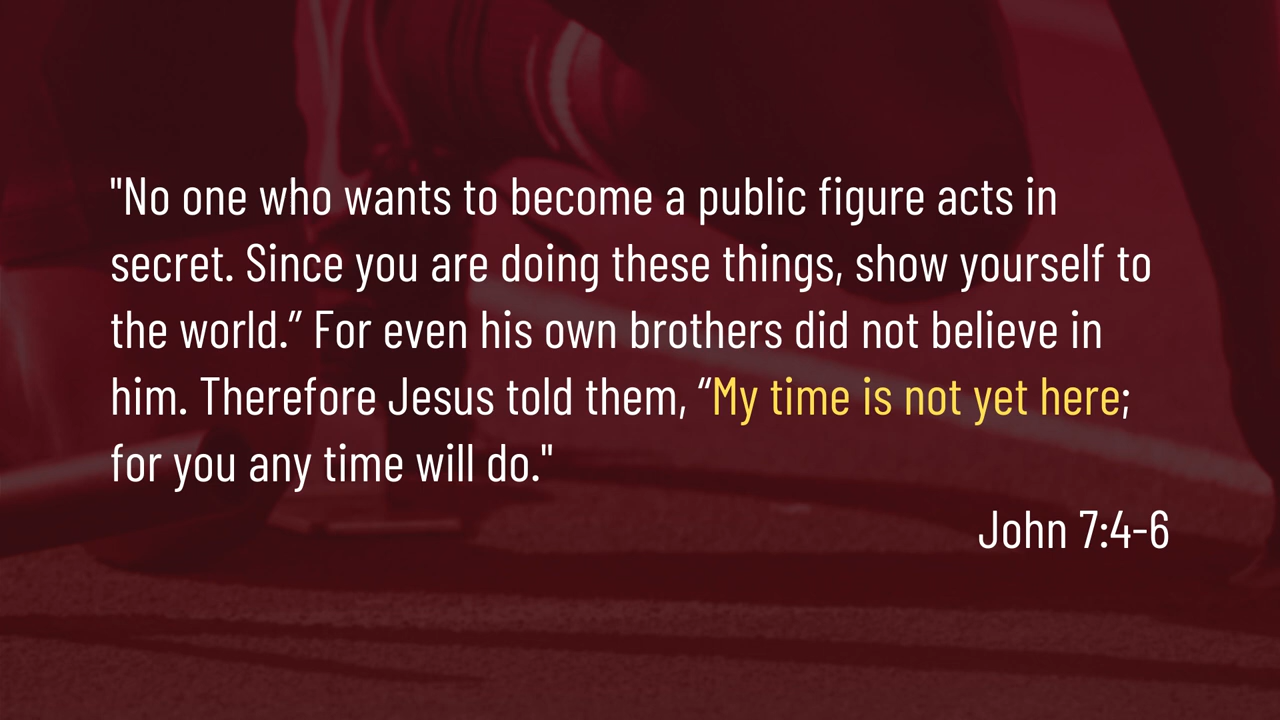 "No one who wants to become a public figure acts in
secret. Since you are doing these things, show yourself to
the world.” For even his own brothers did not believe in
him. Therefore Jesus told them, “My time is not yet here;
for you any time will do."
John 7:4-6